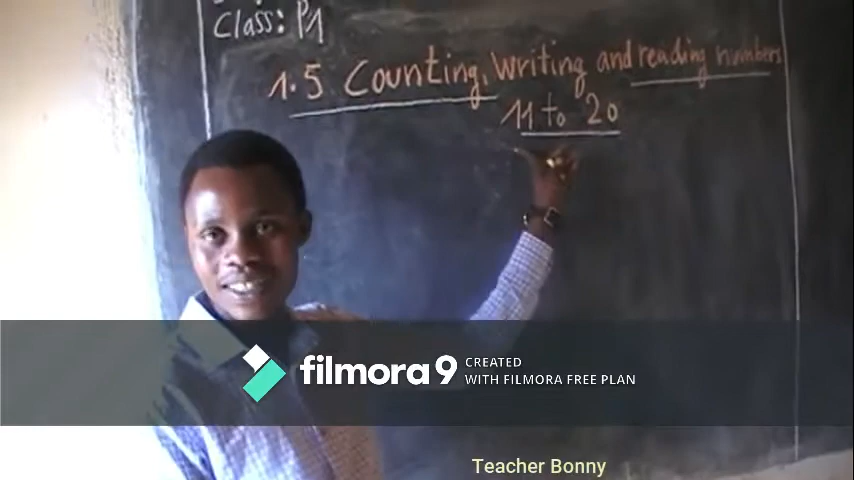 Class: P1
1.5 Counting, writing and reading numbers
11 to 20
filmora 9 CREATED
WITH FILMORA FREE PLAN
Teacher Bonny